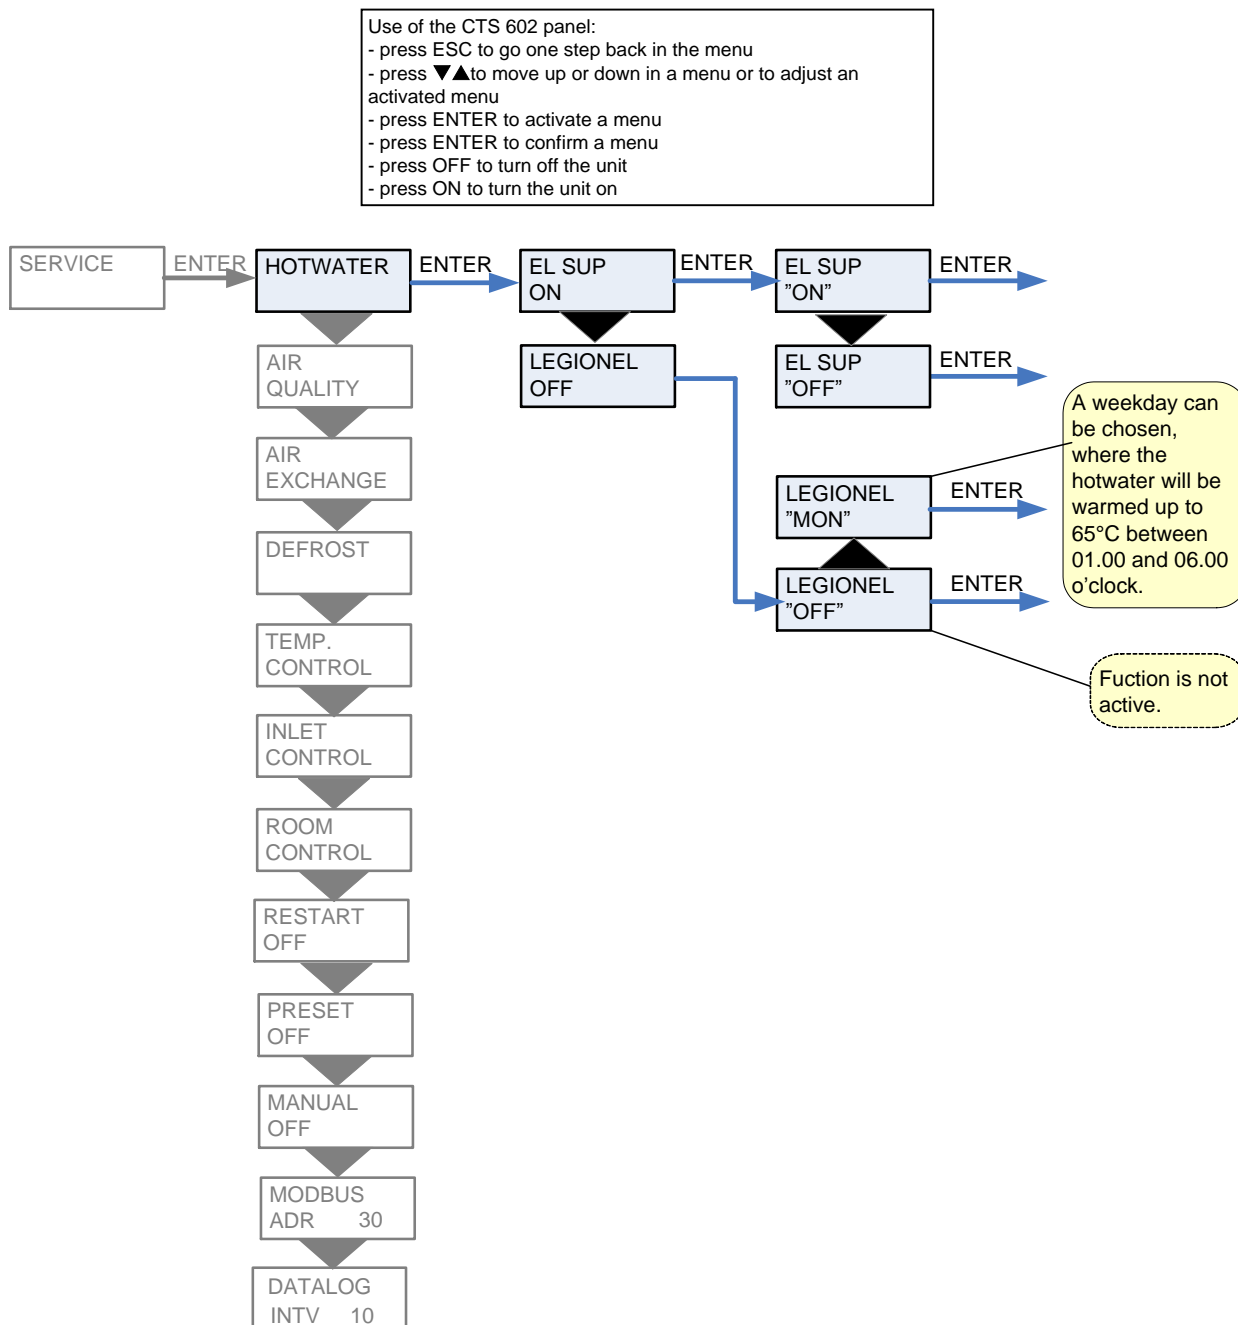 Use of the CTS 602 panel:
- press ESC to go one step back in the menu
- press ▼▲to move up or down in a menu or to adjust an
activated menu
- press ENTER to activate a menu
- press ENTER to confirm a menu
- press OFF to turn off the unit
- press ON to turn the unit on
SERVICE
ENTER
HOTWATER
ENTER
EL SUP
ON
ENTER
EL SUP
"ON"
ENTER
AIR
QUALITY
LEGIONEL
OFF
EL SUP
"OFF"
ENTER
A weekday can
be chosen,
where the
hotwater will be
warmed up to
65°C between
01.00 and 06.00
o'clock.
AIR
EXCHANGE
LEGIONEL
"MON"
ENTER
DEFROST
LEGIONEL
"OFF"
ENTER
TEMP.
CONTROL
Fuction is not
active.
INLET
CONTROL
ROOM
CONTROL
RESTART
OFF
PRESET
OFF
MANUAL
OFF
MODBUS
ADR 30
DATALOG
INTV 10